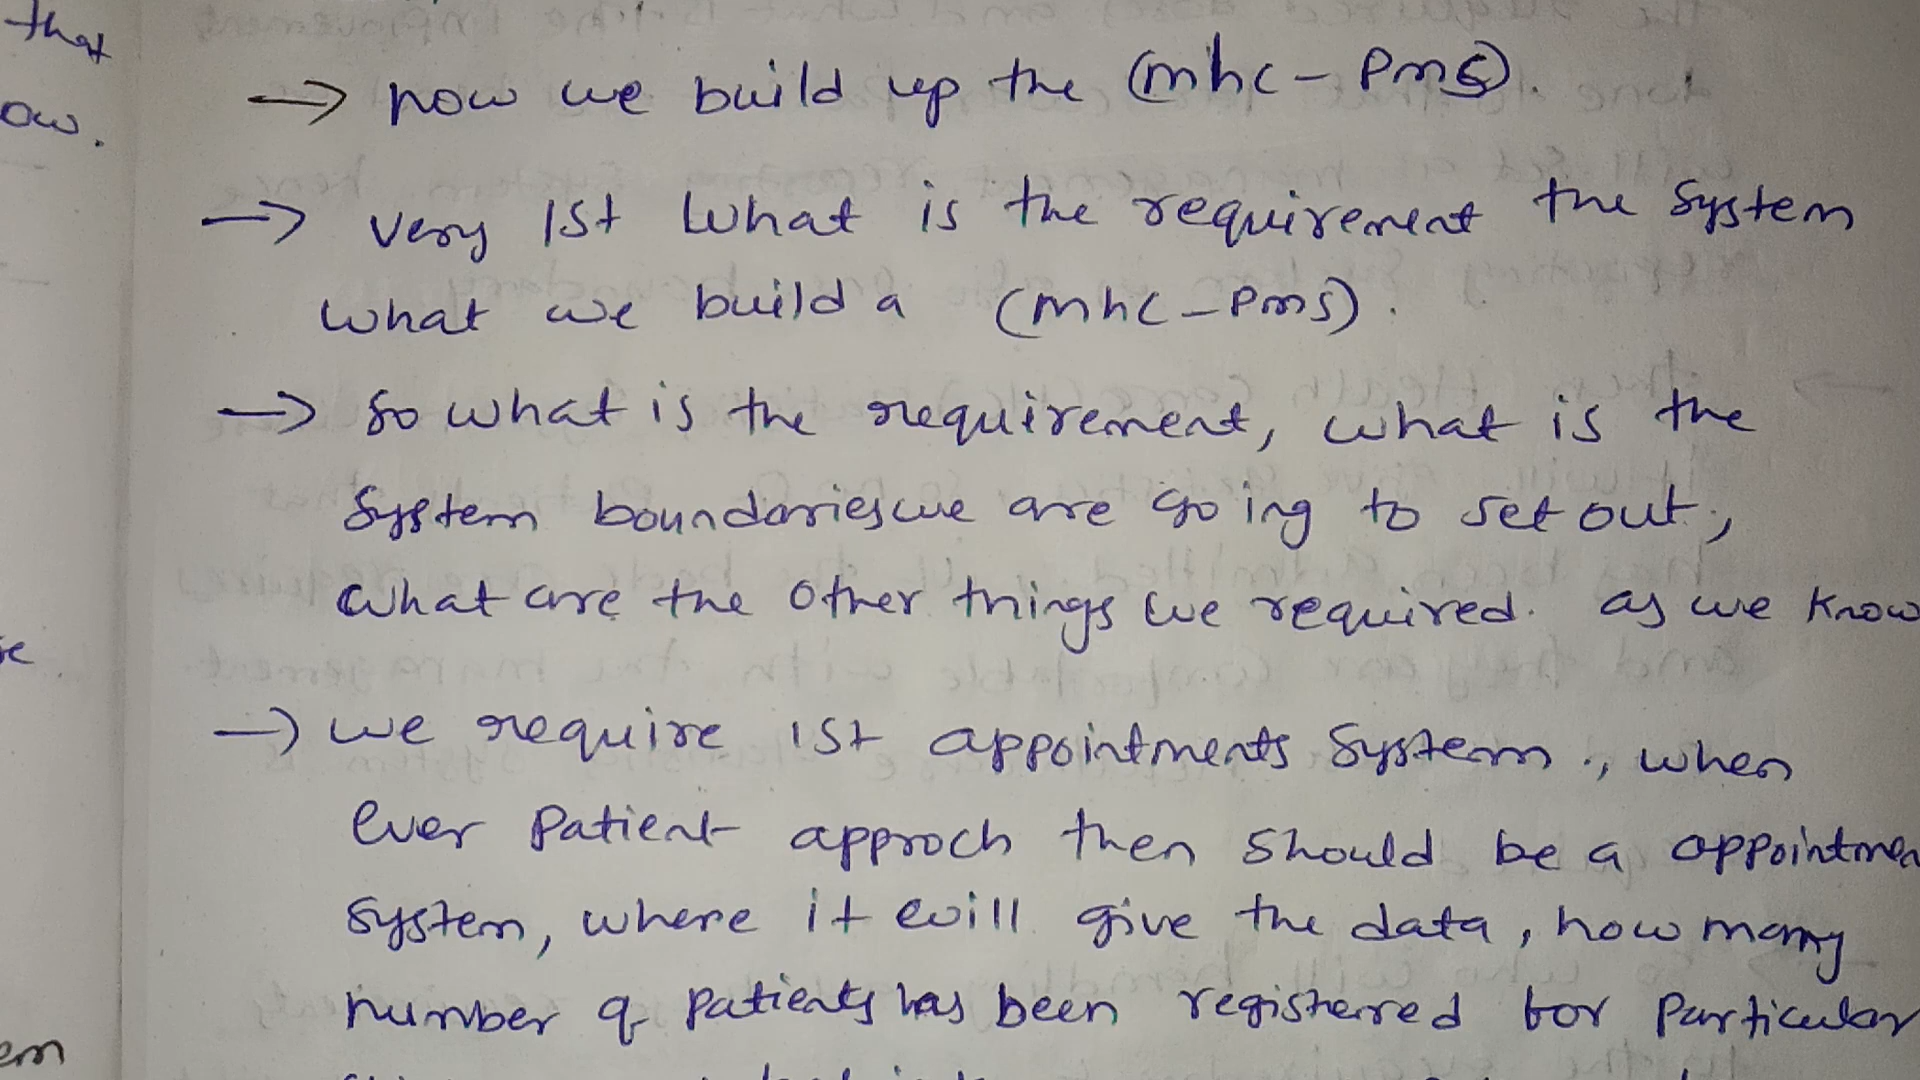 that
ow.
→ now we build up the (mhc - Pms).
→ very 1st what is the requirement the system
what we build a (mhc - Pms).
→ so what is the requirement, what is the
system boundaries we are going to set out,
what are the other things we required. as we know
→ we require 1st appointments system, when
ever patient approch then should be a appointmen
system, where it will give the data, how many
number of patients has been registerred for particular
em